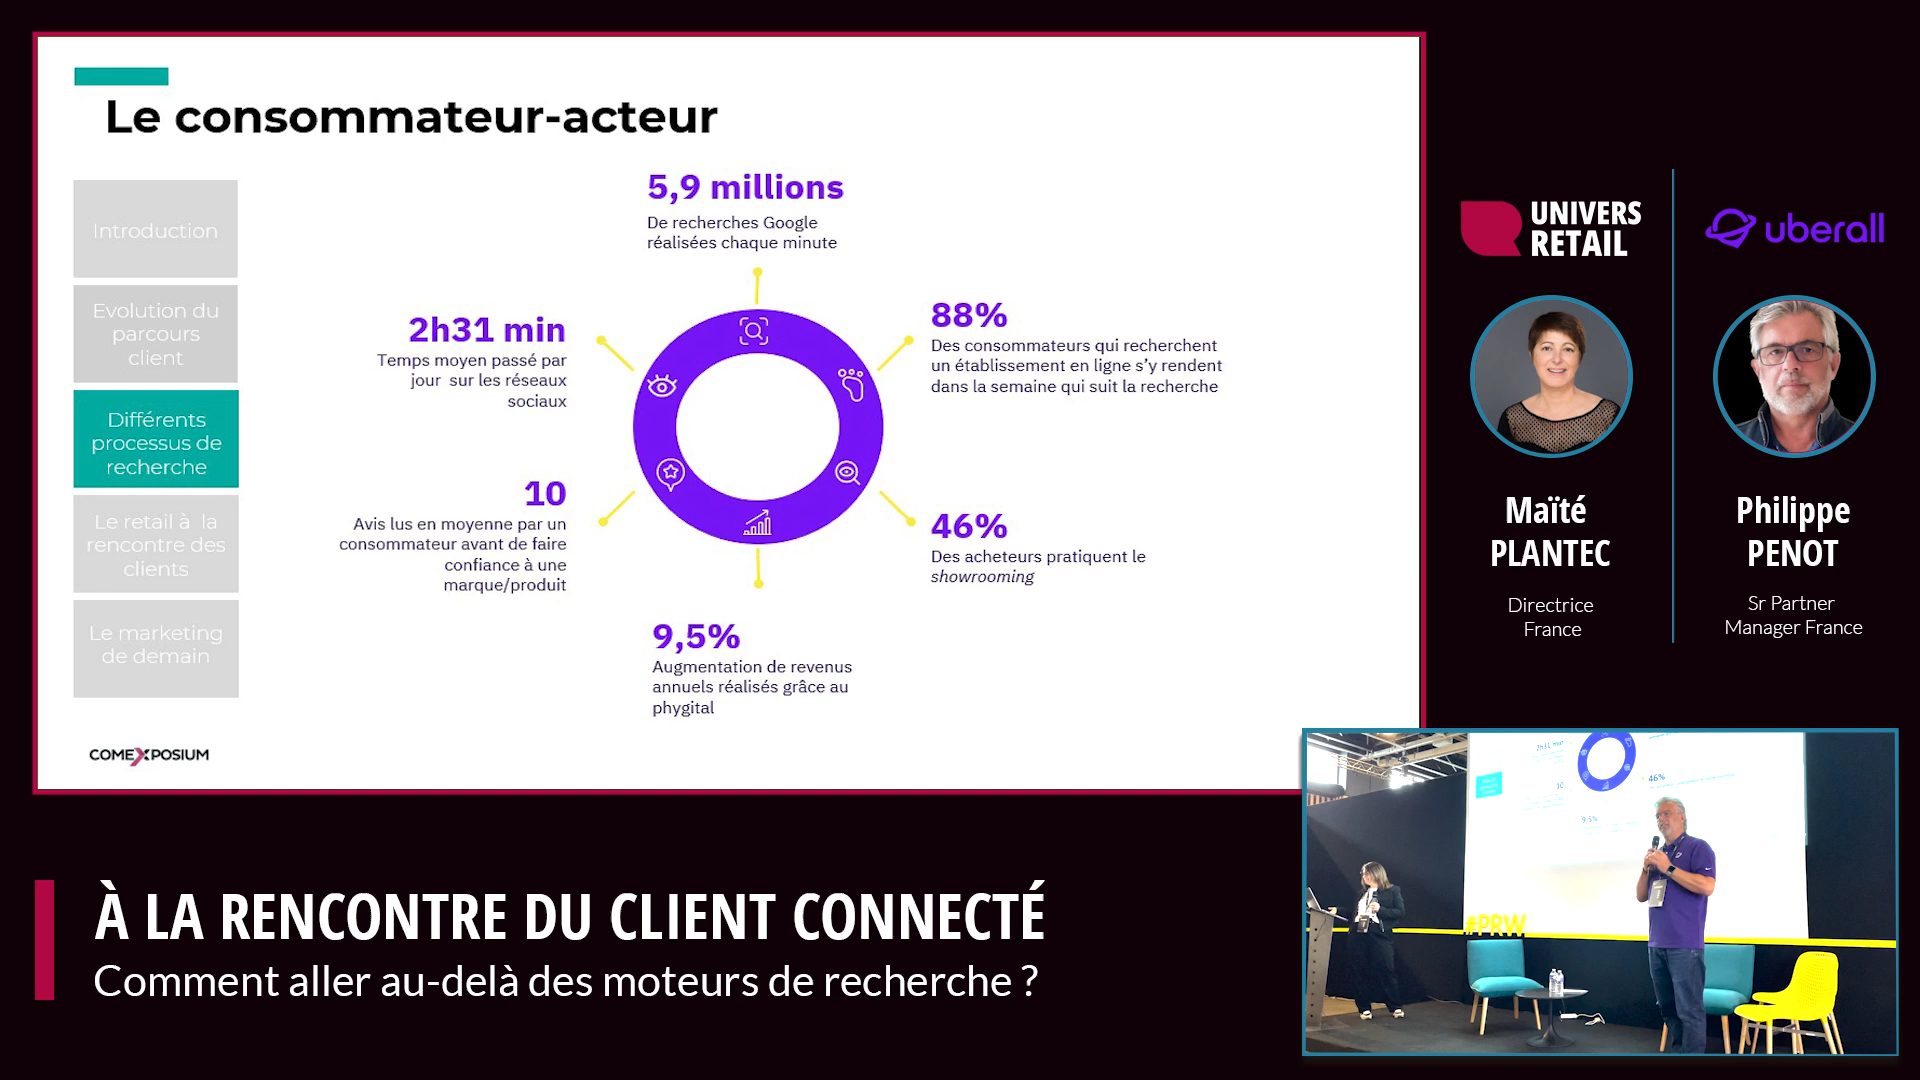 Le consommateur-acteur
Introduction
Evolution du
parcours
client
Différents
processus de
recherche
Le retail à la
rencontre des
clients
Le marketing
de demain
COMEXPOSIUM
5,9 millions
De recherches Google
réalisées chaque minute
2h31 min
Temps moyen passé par
jour sur les réseaux
sociaux
88%
Des consommateurs qui recherchent
un établissement en ligne s'y rendent
dans la semaine qui suit la recherche
10
Avis lus en moyenne par un
consommateur avant de faire
confiance à une
marque/produit
46%
Des acheteurs pratiquent le
showrooming
9,5%
Augmentation de revenus
annuels réalisés grâce au
phygital
UNIVERS
RETAIL
uberall
Maïté
PLANTEC
Directrice
France
Philippe
PENOT
Sr Partner
Manager France
2h31 min
46%
10
9,5%
#PRW
À LA RENCONTRE DU CLIENT CONNECTÉ
Comment aller au-delà des moteurs de recherche ?